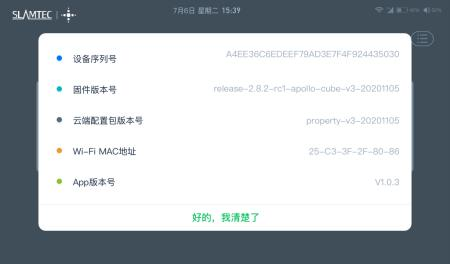 SLAMTEC
7月6日 星期二 15:39
设备序列号
A4EE36C6EDEEF79AD3E7F4F924435030
固件版本号
release-2.8.2-rc1-apollo-cube-v3-20201105
云端配置包版本号
property-v3-20201105
Wi-Fi MAC地址
25-C3-3F-2F-80-86
App版本号
V1.0.3
好的，我清楚了